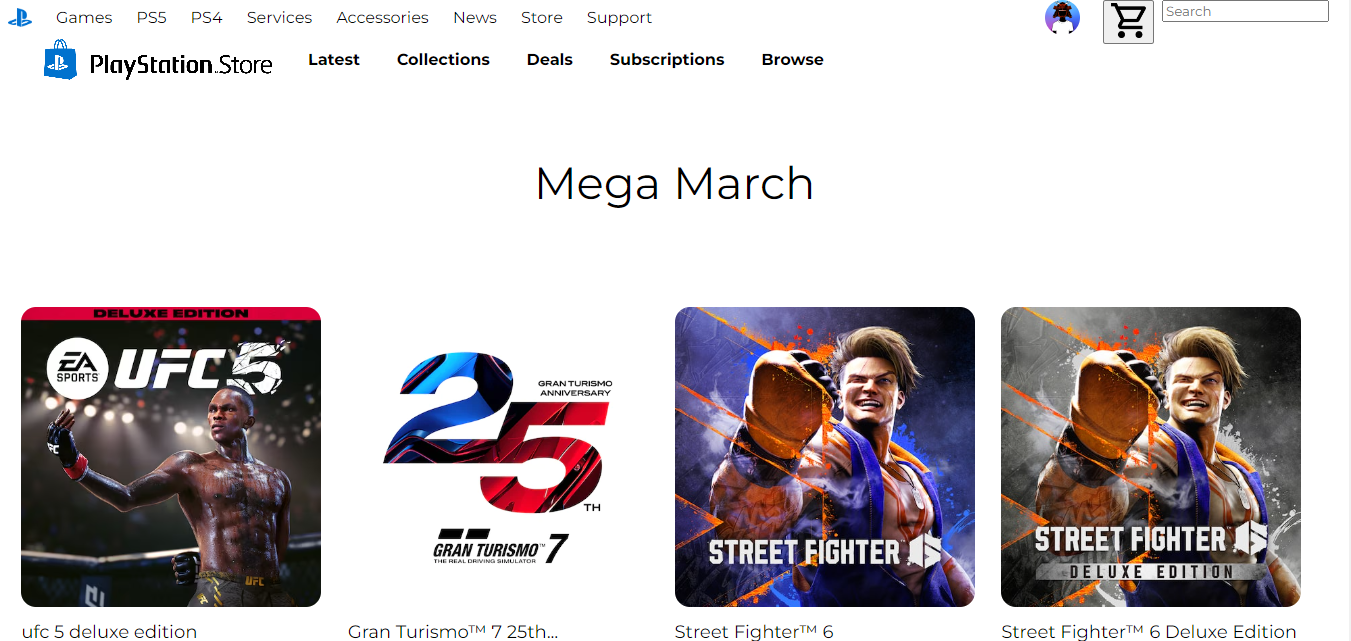 Games PS5 PS4 Services Accessories News Store Support
Search
PlayStation Store
Latest Collections Deals Subscriptions Browse
Mega March
DELUXE EDITION
EA
SPORTS
UFC 5
UFC
25
TH
GRAN TURISMO
ANNIVERSARY
GRAN TURISMO™ 7
THE REAL DRIVING SIMULATOR
STREET FIGHTER 6
STREET FIGHTER 6
DELUXE EDITION
ufc 5 deluxe edition
Gran Turismo™ 7 25th...
Street Fighter™ 6
Street Fighter™ 6 Deluxe Edition